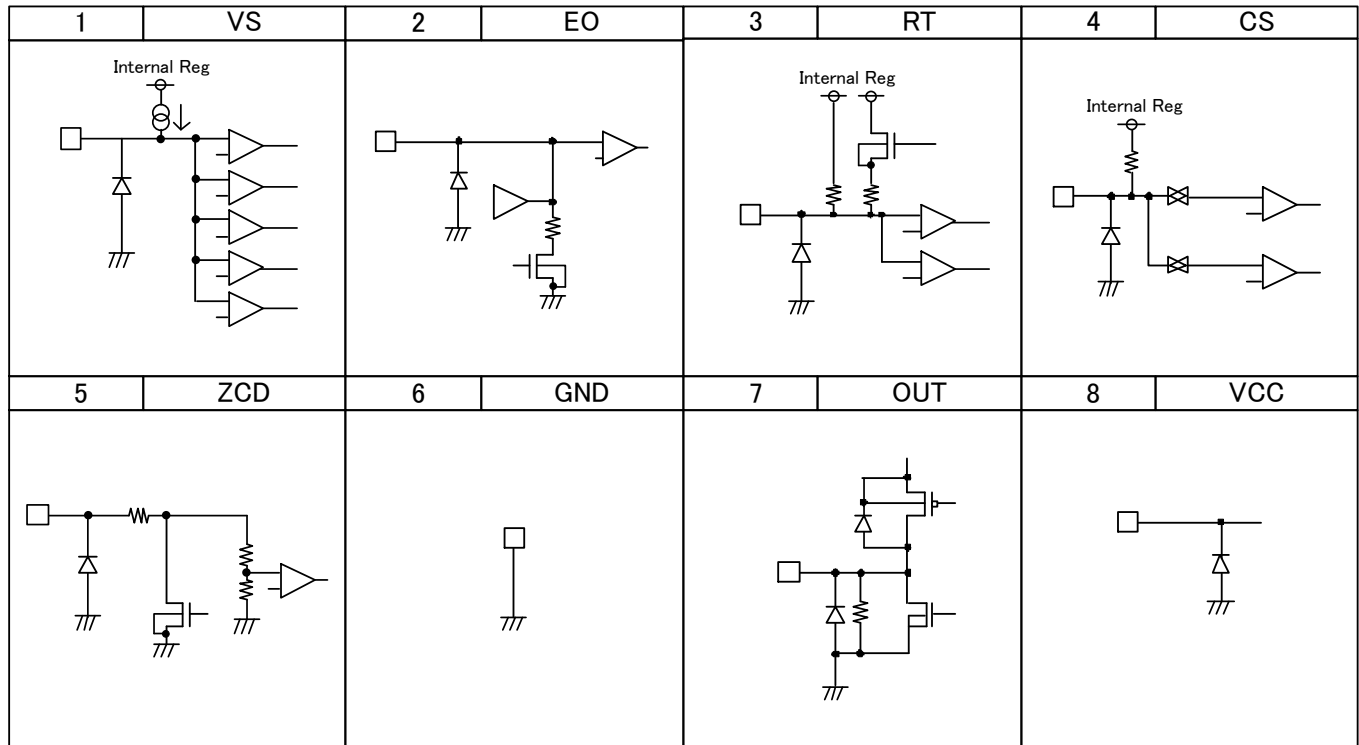 1 VS 2 EO 3 RT 4 CS
Internal Reg
Internal Reg
Internal Reg
5 ZCD 6 GND 7 OUT 8 VCC